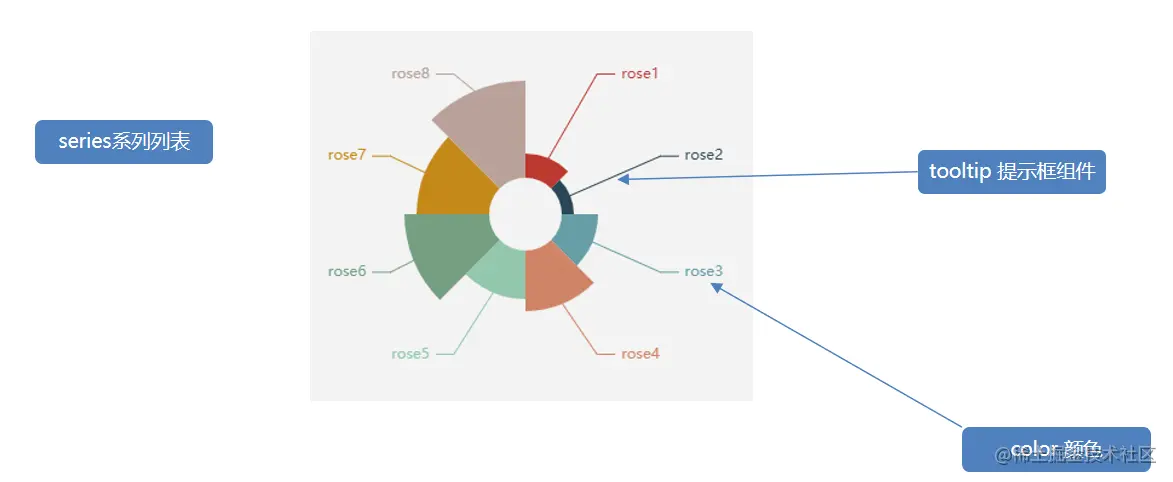 rose8
rose1
series系列列表
rose7
rose2
tooltip 提示框组件
rose6
rose3
rose5
rose4
color 颜色
@稀土掘金技术社区